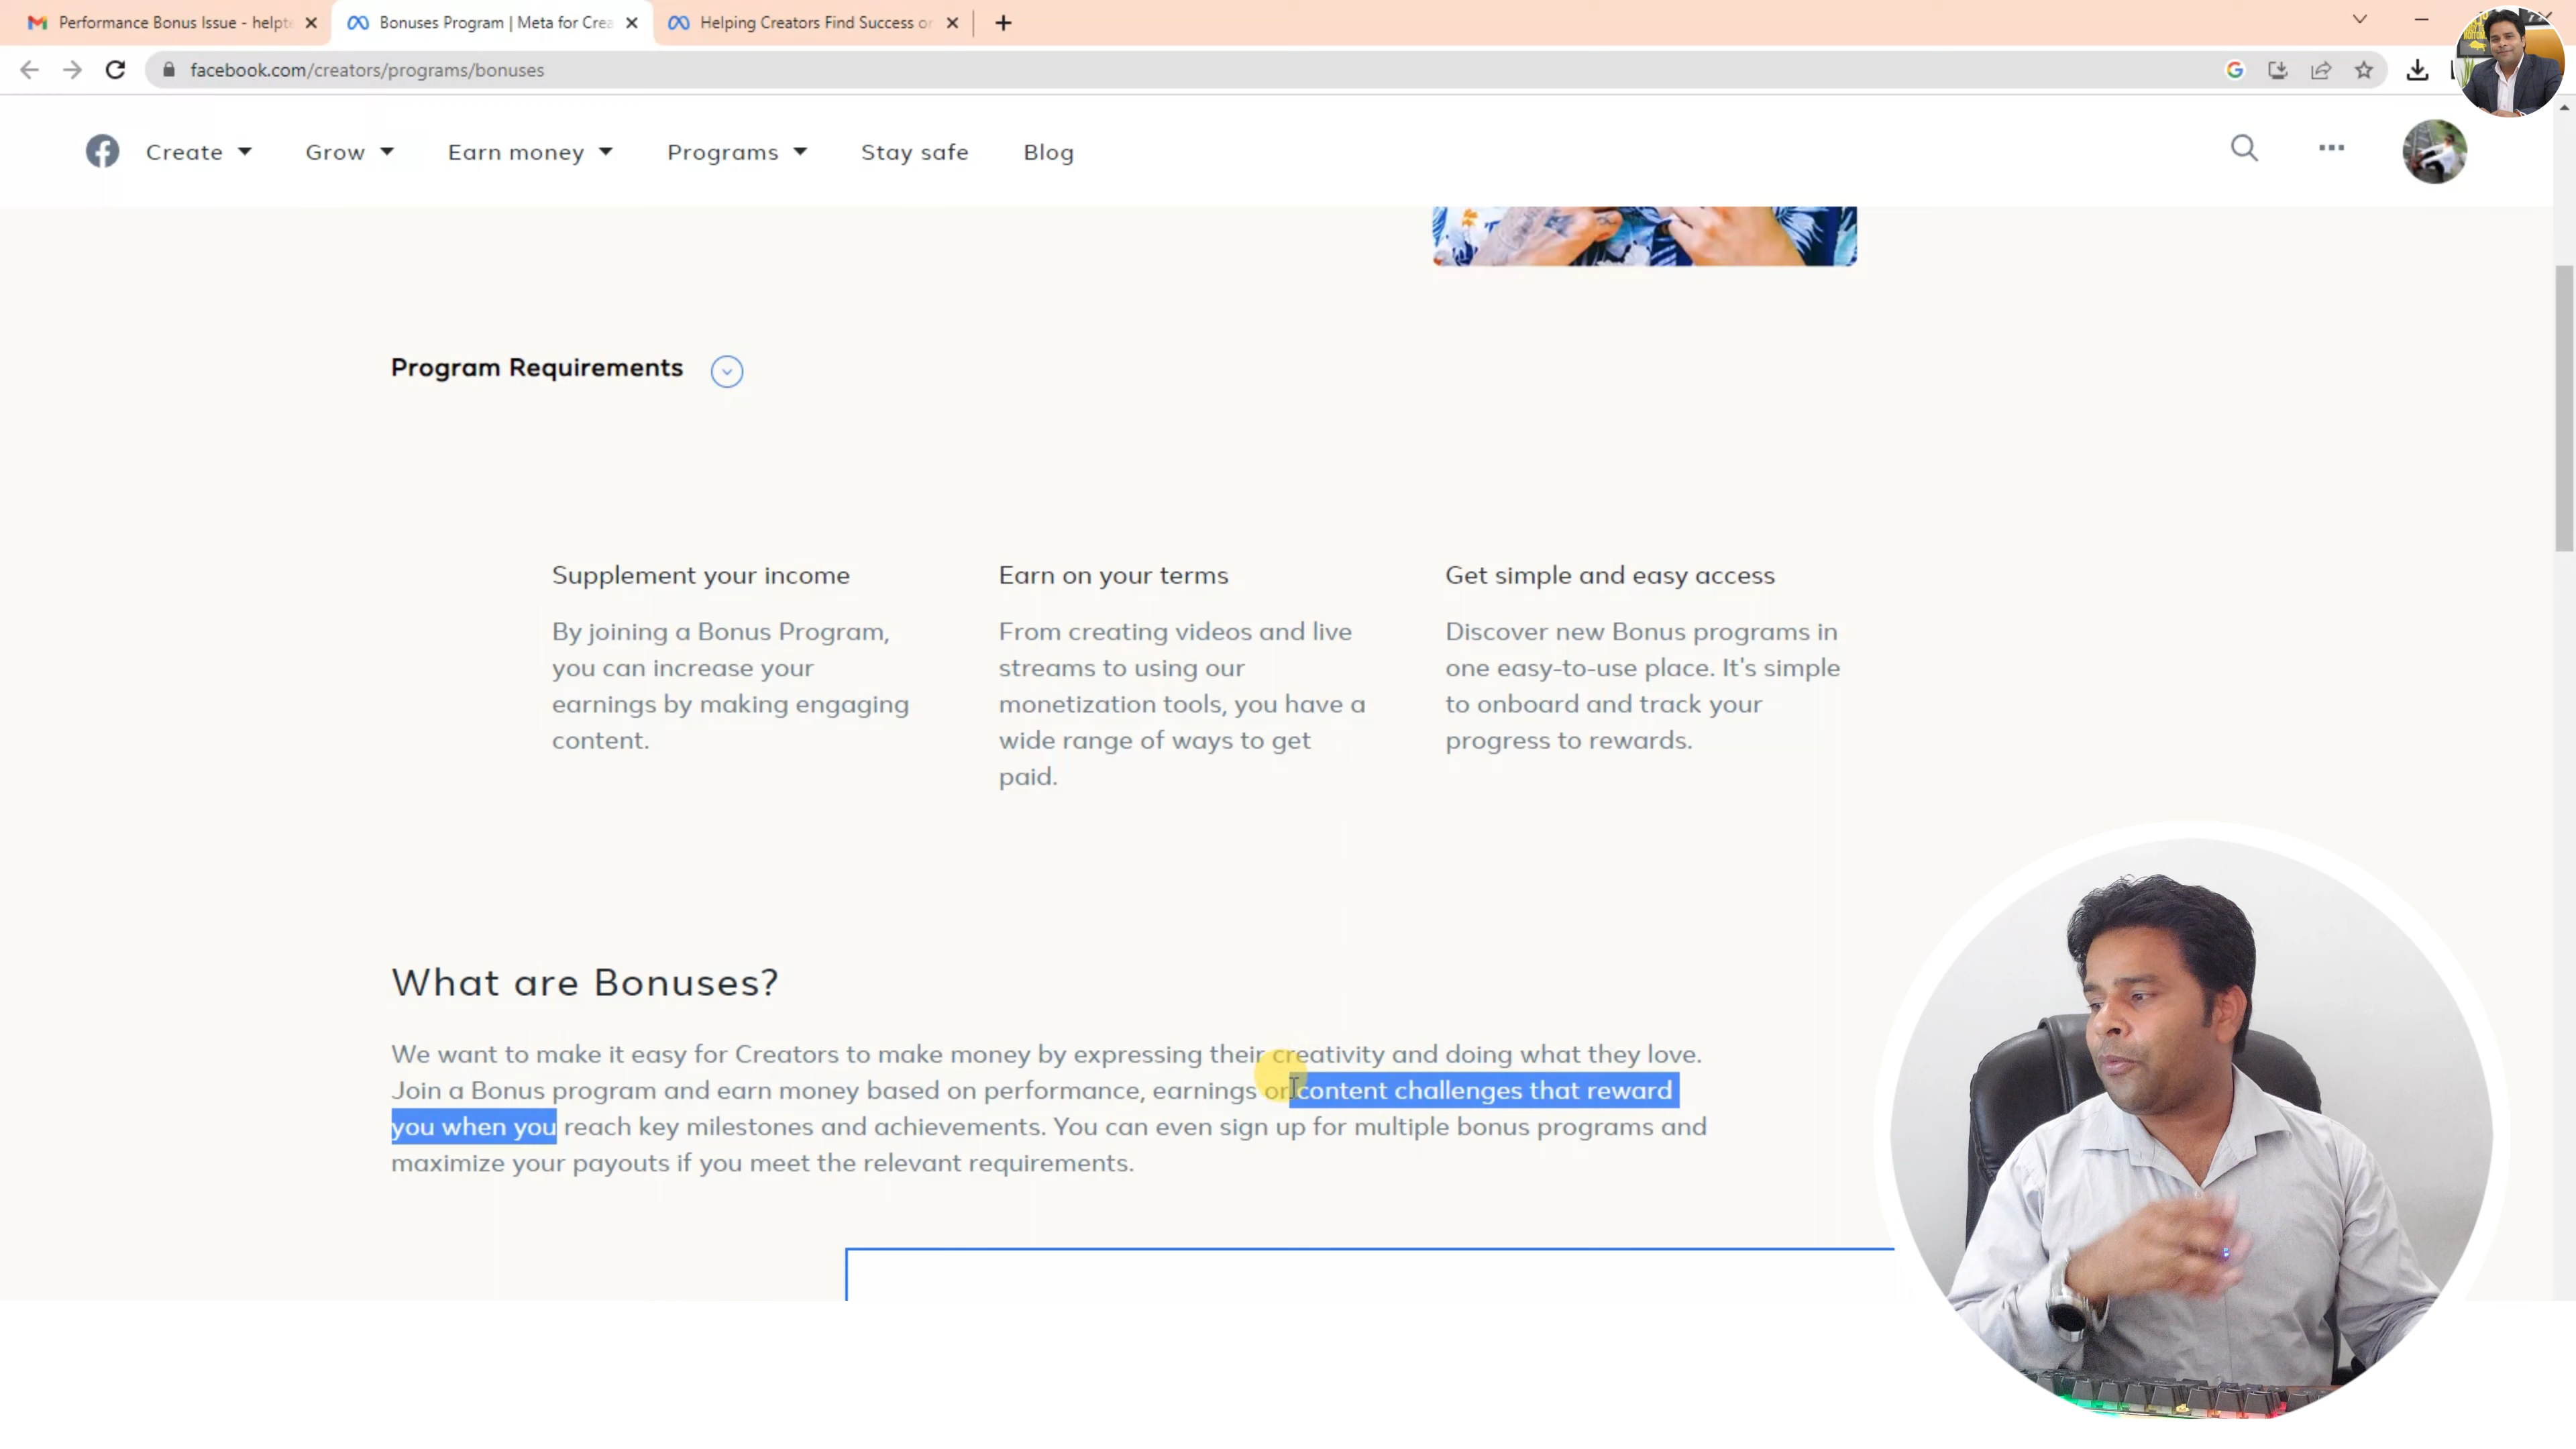 Performance Bonus Issue - helpte
Bonuses Program | Meta for Crea
Helping Creators Find Success on
facebook.com/creators/programs/bonuses
Create
Grow
Earn money
Programs
Stay safe
Blog
Program Requirements
Supplement your income
By joining a Bonus Program,
you can increase your
earnings by making engaging
content.
Earn on your terms
From creating videos and live
streams to using our
monetization tools, you have a
wide range of ways to get
paid.
Get simple and easy access
Discover new Bonus programs in
one easy-to-use place. It's simple
to onboard and track your
progress to rewards.
What are Bonuses?
We want to make it easy for Creators to make money by expressing their creativity and doing what they love.
Join a Bonus program and earn money based on performance, earnings or content challenges that reward
you when you reach key milestones and achievements. You can even sign up for multiple bonus programs and
maximize your payouts if you meet the relevant requirements.